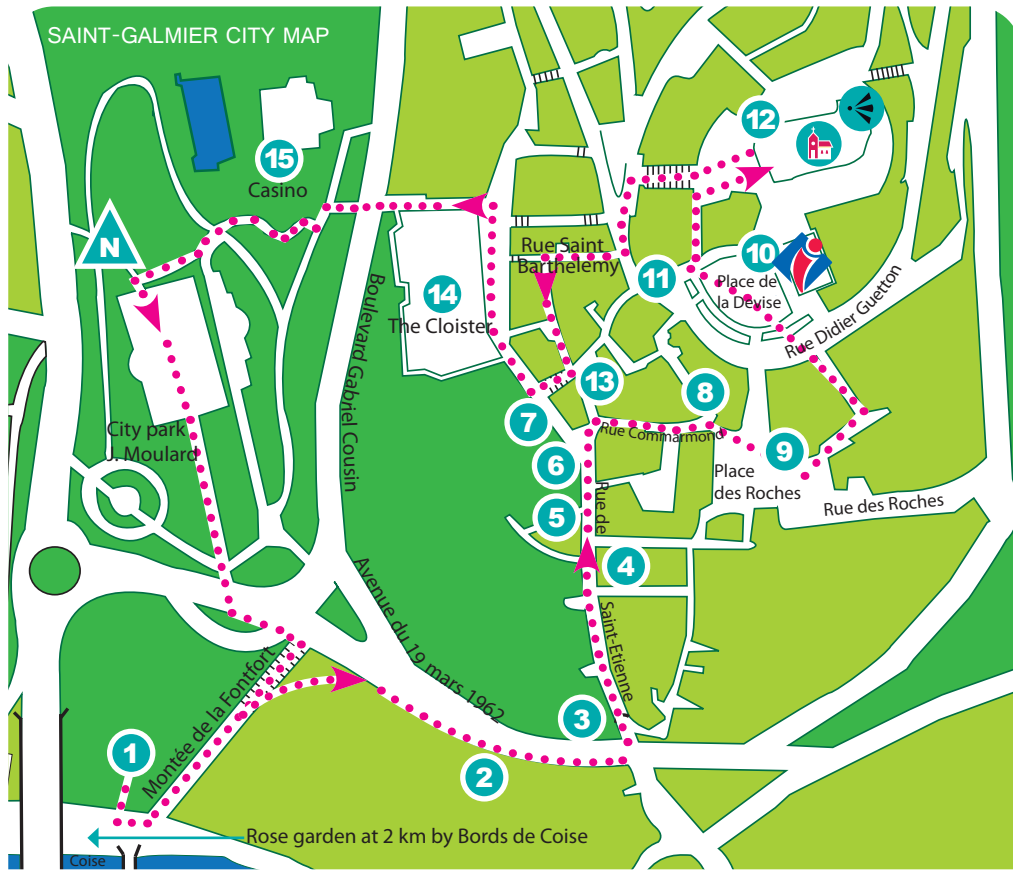 SAINT-GALMIER CITY MAP
12
15
Casino
N
Rue Saint
Barthelemy
10
11
Place de
la Devise
14
The Cloister
Boulevard Gabriel Cousin
Rue Didier Guetton
13
8
7
Rue Commarmond
City park
J. Moulard
6
9
Place
des Roches
5
Rue de
Saint-Etienne
Rue des Roches
4
Avenue du 19 mars 1962
Montée de la Fontfort
3
1
2
Rose garden at 2 km by Bords de Coise
Coise